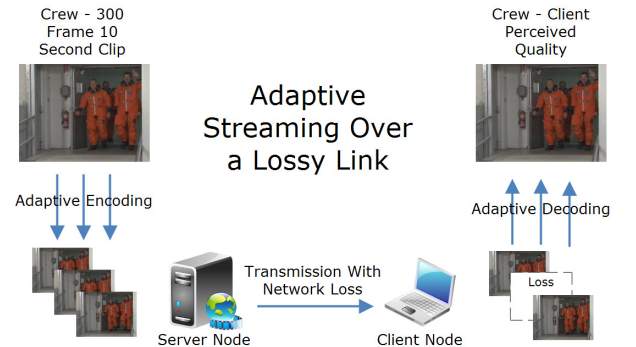 Crew - 300
Frame 10
Second Clip
Adaptive
Streaming Over
a Lossy Link
Crew - Client
Perceived
Quality
Adaptive Encoding
Adaptive Decoding
Transmission With
Network Loss
Loss
Server Node
Client Node